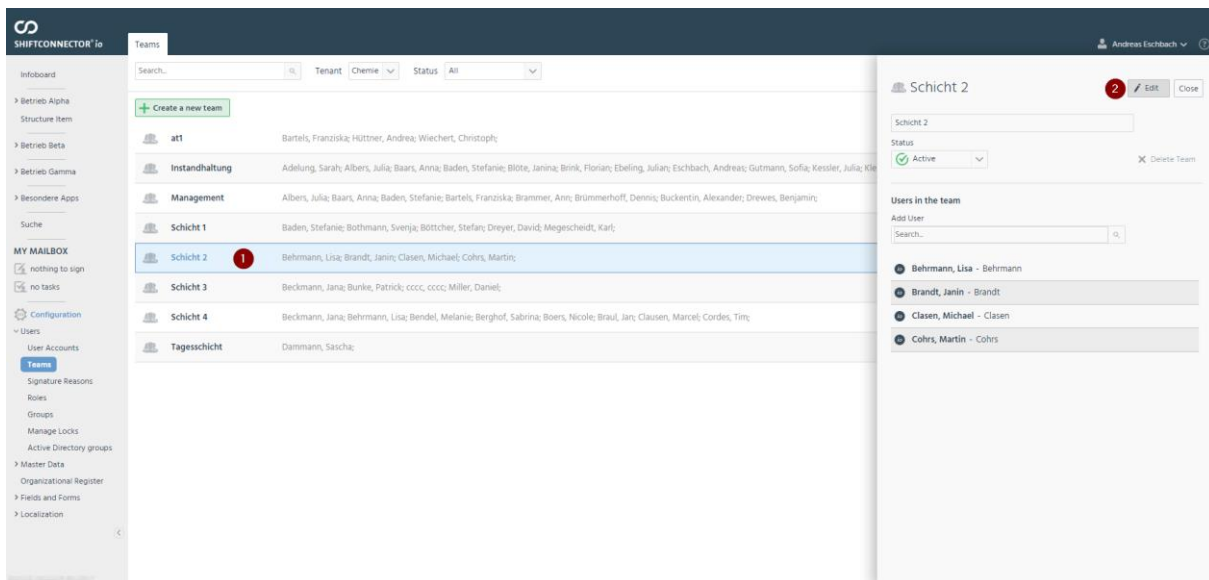 SHIFTCONNECTOR®io
Teams
Andreas Eschbach
Infoboard
Betrieb Alpha
Structure Item
Betrieb Beta
Betrieb Gamma
Besondere Apps
Suche
MY MAILBOX
nothing to sign
no tasks
Configuration
Users
User Accounts
Teams
Signature Reasons
Roles
Groups
Manage Locks
Active Directory groups
Master Data
Organizational Register
Fields and Forms
Localization
Search.. Tenant Chemie Status All
Create a new team
at1 Bartels, Franziska; Hüttner, Andrea; Wiechert, Christoph;
Instandhaltung Adelung, Sarah; Albers, Julia; Baars, Anna; Baden, Stefanie; Blöte, Janina; Brink, Florian; Ebeling, Julian; Eschbach, Andreas; Gutmann, Sofia; Kessler, Julia; Kle
Management Albers, Julia; Baars, Anna; Baden, Stefanie; Bartels, Franziska; Brammer, Ann; Brümmerhoff, Dennis; Buckentin, Alexander; Drewes, Benjamin;
Schicht 1 Baden, Stefanie; Bothmann, Svenja; Böttcher, Stefan; Dreyer, David; Megescheidt, Karl;
Schicht 2 1 Behrmann, Lisa; Brandt, Janin; Clasen, Michael; Cohrs, Martin;
Schicht 3 Beckmann, Jana; Bunke, Patrick; cccc, cccc; Miller, Daniel;
Schicht 4 Beckmann, Jana; Behrmann, Lisa; Bendel, Melanie; Berghof, Sabrina; Boers, Nicole; Braul, Jan; Clausen, Marcel; Cordes, Tim;
Tagesschicht Dammann, Sascha;
Schicht 2 2 Edit Close
Schicht 2
Status
Active Delete Team
Users in the team
Add User
Search..
Behrmann, Lisa - Behrmann
Brandt, Janin - Brandt
Clasen, Michael - Clasen
Cohrs, Martin - Cohrs